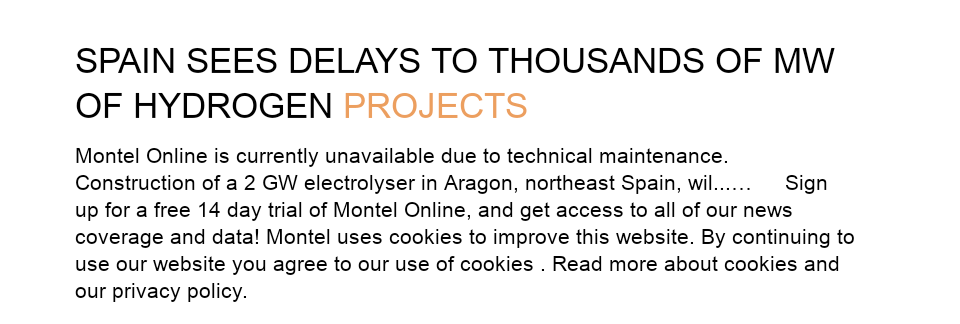 SPAIN SEES DELAYS TO THOUSANDS OF MW
OF HYDROGEN PROJECTS
Montel Online is currently unavailable due to technical maintenance.
Construction of a 2 GW electrolyser in Aragon, northeast Spain, wil...… Sign
up for a free 14 day trial of Montel Online, and get access to all of our news
coverage and data! Montel uses cookies to improve this website. By continuing to
use our website you agree to our use of cookies . Read more about cookies and
our privacy policy.